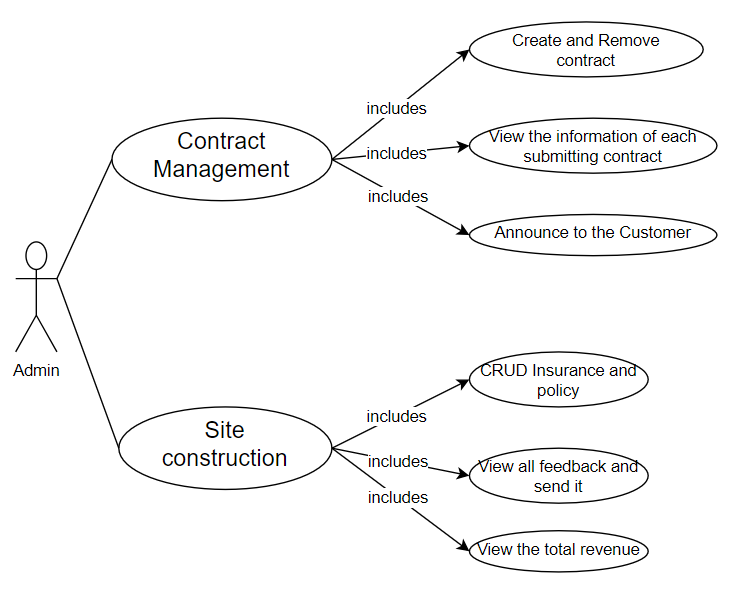 Create and Remove
contract
includes
Contract
Management
View the information of each
submitting contract
includes
includes
Announce to the Customer
Admin
CRUD Insurance and
policy
includes
Site
construction
View all feedback and
send it
includes
includes
View the total revenue